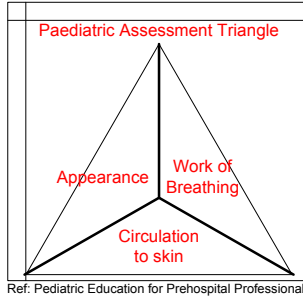 Paediatric Assessment Triangle
Appearance
Work of
Breathing
Circulation
to skin
Ref: Pediatric Education for Prehospital Professional